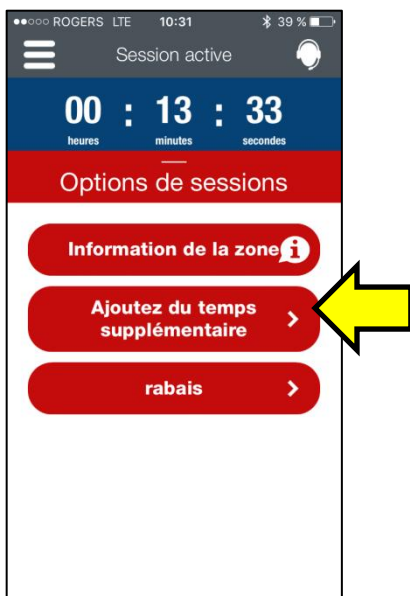 ROGERS LTE 10:31 39 %
Session active
00 : 13 : 33
heures minutes secondes
Options de sessions
Information de la zone i
Ajoutez du temps
supplémentaire
rabais